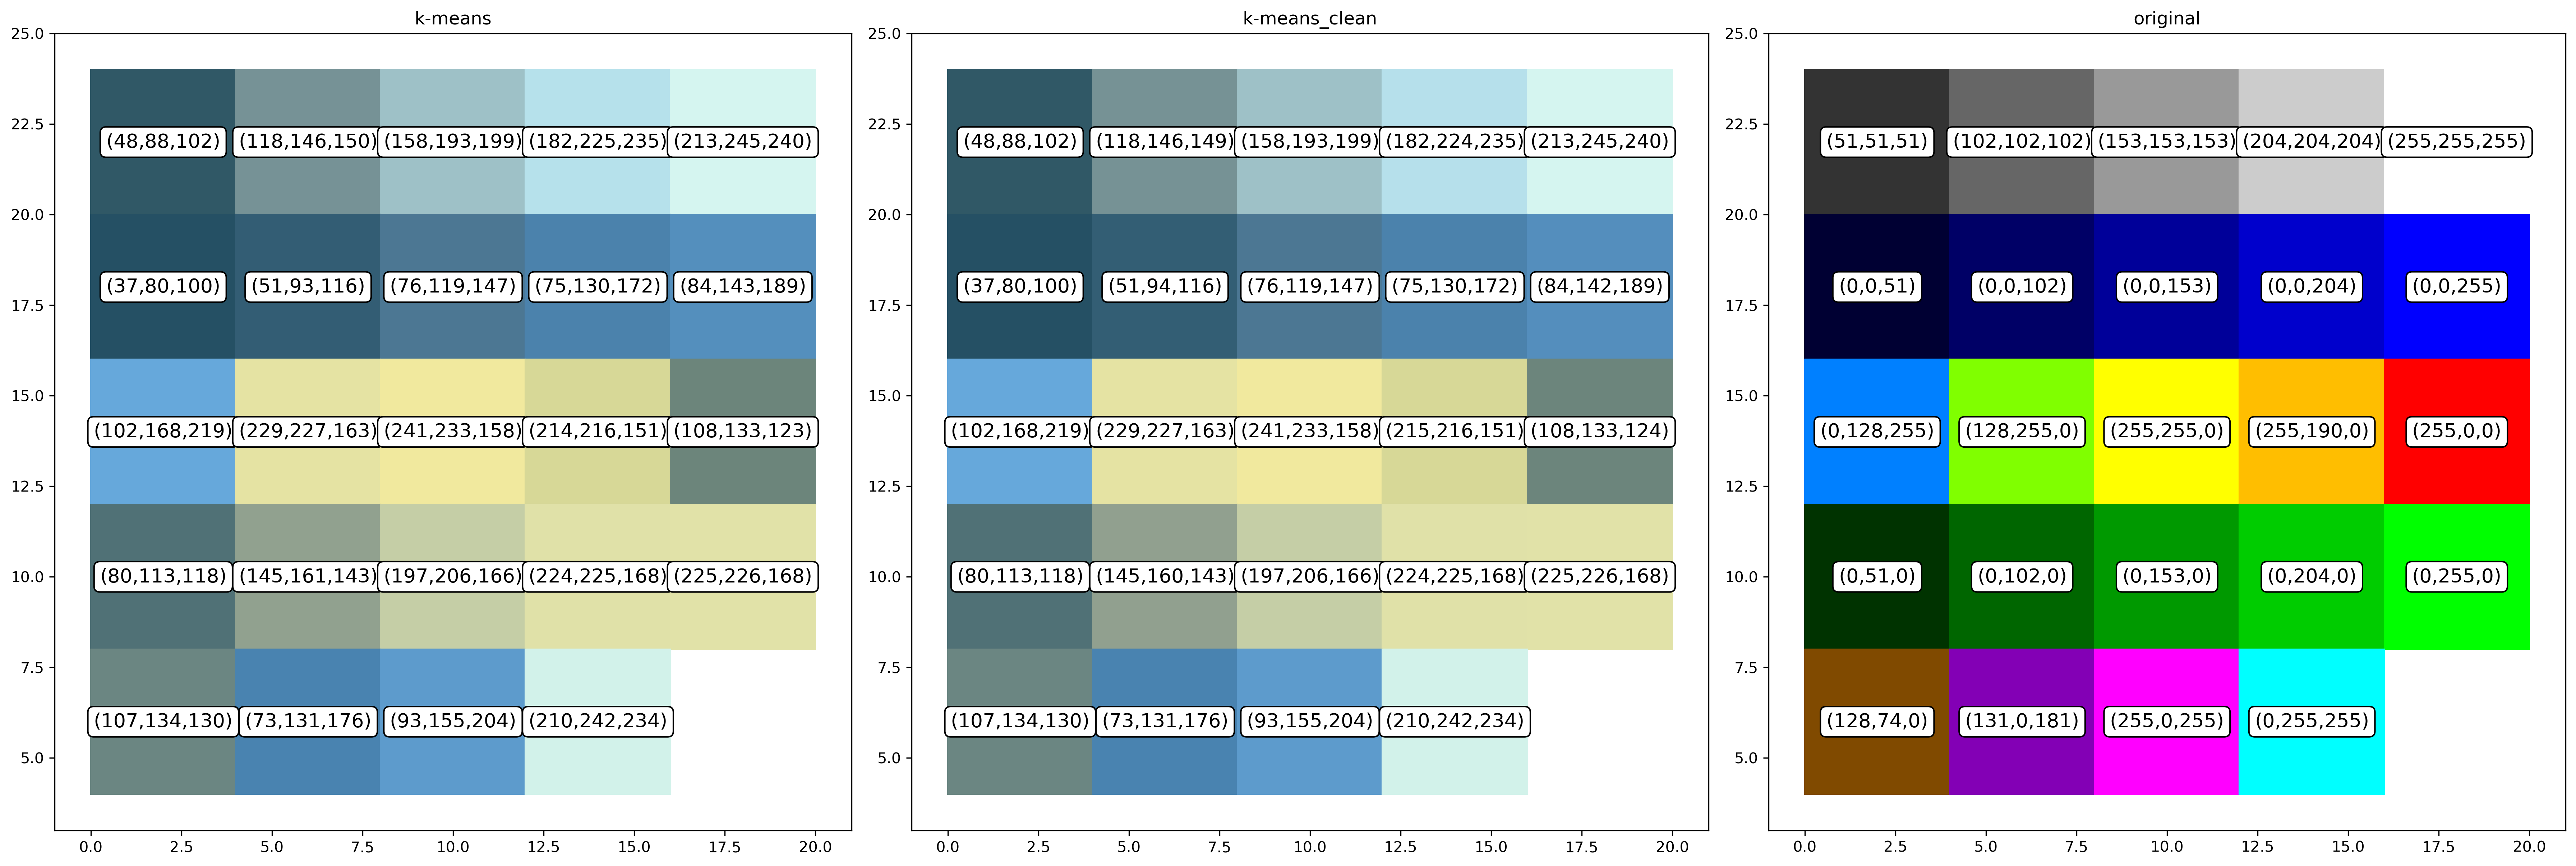 k-means
25.0
22.5
20.0
17.5
15.0
12.5
10.0
7.5
5.0
(48,88,102) (118,146,150) (158,193,199) (182,225,235) (213,245,240)
(37,80,100) (51,93,116) (76,119,147) (75,130,172) (84,143,189)
(102,168,219) (229,227,163) (241,233,158) (214,216,151) (108,133,123)
(80,113,118) (145,161,143) (197,206,166) (224,225,168) (225,226,168)
(107,134,130) (73,131,176) (93,155,204) (210,242,234)
0.0 2.5 5.0 7.5 10.0 12.5 15.0 17.5 20.0
k-means_clean
25.0
22.5
20.0
17.5
15.0
12.5
10.0
7.5
5.0
(48,88,102) (118,146,149) (158,193,199) (182,224,235) (213,245,240)
(37,80,100) (51,94,116) (76,119,147) (75,130,172) (84,142,189)
(102,168,219) (229,227,163) (241,233,158) (215,216,151) (108,133,124)
(80,113,118) (145,160,143) (197,206,166) (224,225,168) (225,226,168)
(107,134,130) (73,131,176) (93,155,204) (210,242,234)
0.0 2.5 5.0 7.5 10.0 12.5 15.0 17.5 20.0
original
25.0
22.5
20.0
17.5
15.0
12.5
10.0
7.5
5.0
(51,51,51) (102,102,102) (153,153,153) (204,204,204) (255,255,255)
(0,0,51) (0,0,102) (0,0,153) (0,0,204) (0,0,255)
(0,128,255) (128,255,0) (255,255,0) (255,190,0) (255,0,0)
(0,51,0) (0,102,0) (0,153,0) (0,204,0) (0,255,0)
(128,74,0) (131,0,181) (255,0,255) (0,255,255)
0.0 2.5 5.0 7.5 10.0 12.5 15.0 17.5 20.0